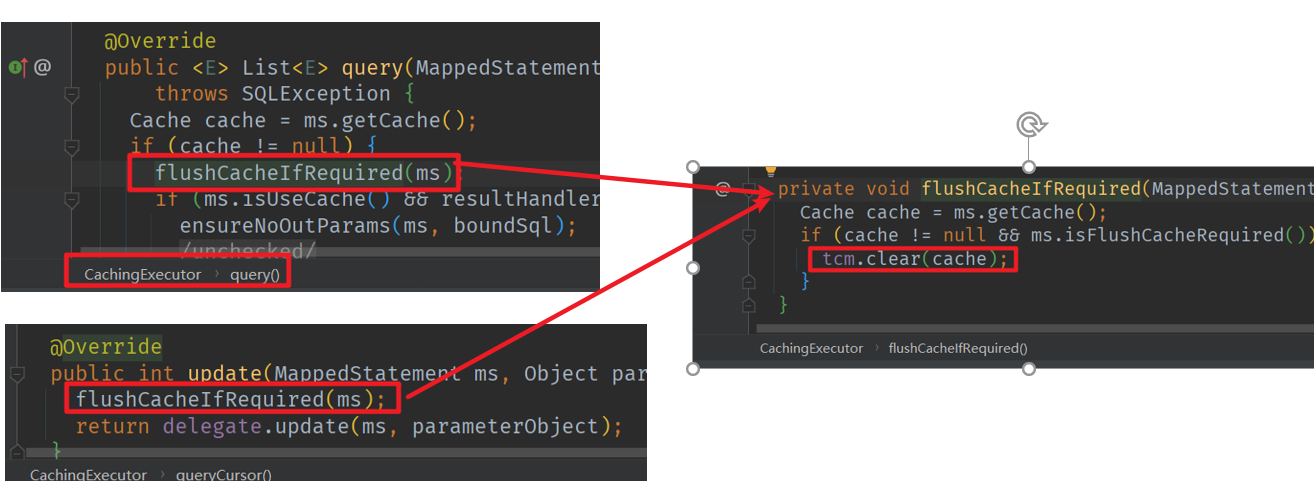 @Override
public <E> List<E> query(MappedStatement
throws SQLException {
Cache cache = ms.getCache();
if (cache != null) {
flushCacheIfRequired(ms);
if (ms.isUseCache() && resultHandler
ensureNoOutParams(ms, boundSql);
/unchecked/
CachingExecutor › query()
@Override
public int update(MappedStatement ms, Object par
flushCacheIfRequired(ms);
return delegate.update(ms, parameterObject);
}
CachingExecutor › queryCursor()
private void flushCacheIfRequired(MappedStatement
Cache cache = ms.getCache();
if (cache != null && ms.isFlushCacheRequired())
tcm.clear(cache);
}
}
CachingExecutor › flushCacheIfRequired()